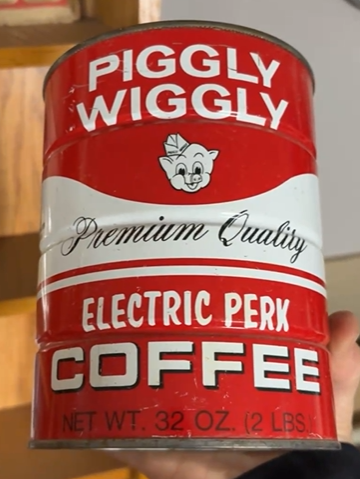 PIGGLY
WIGGLY
Premium Quality
ELECTRIC PERK
COFFEE
NET WT. 32 OZ. (2 LBS